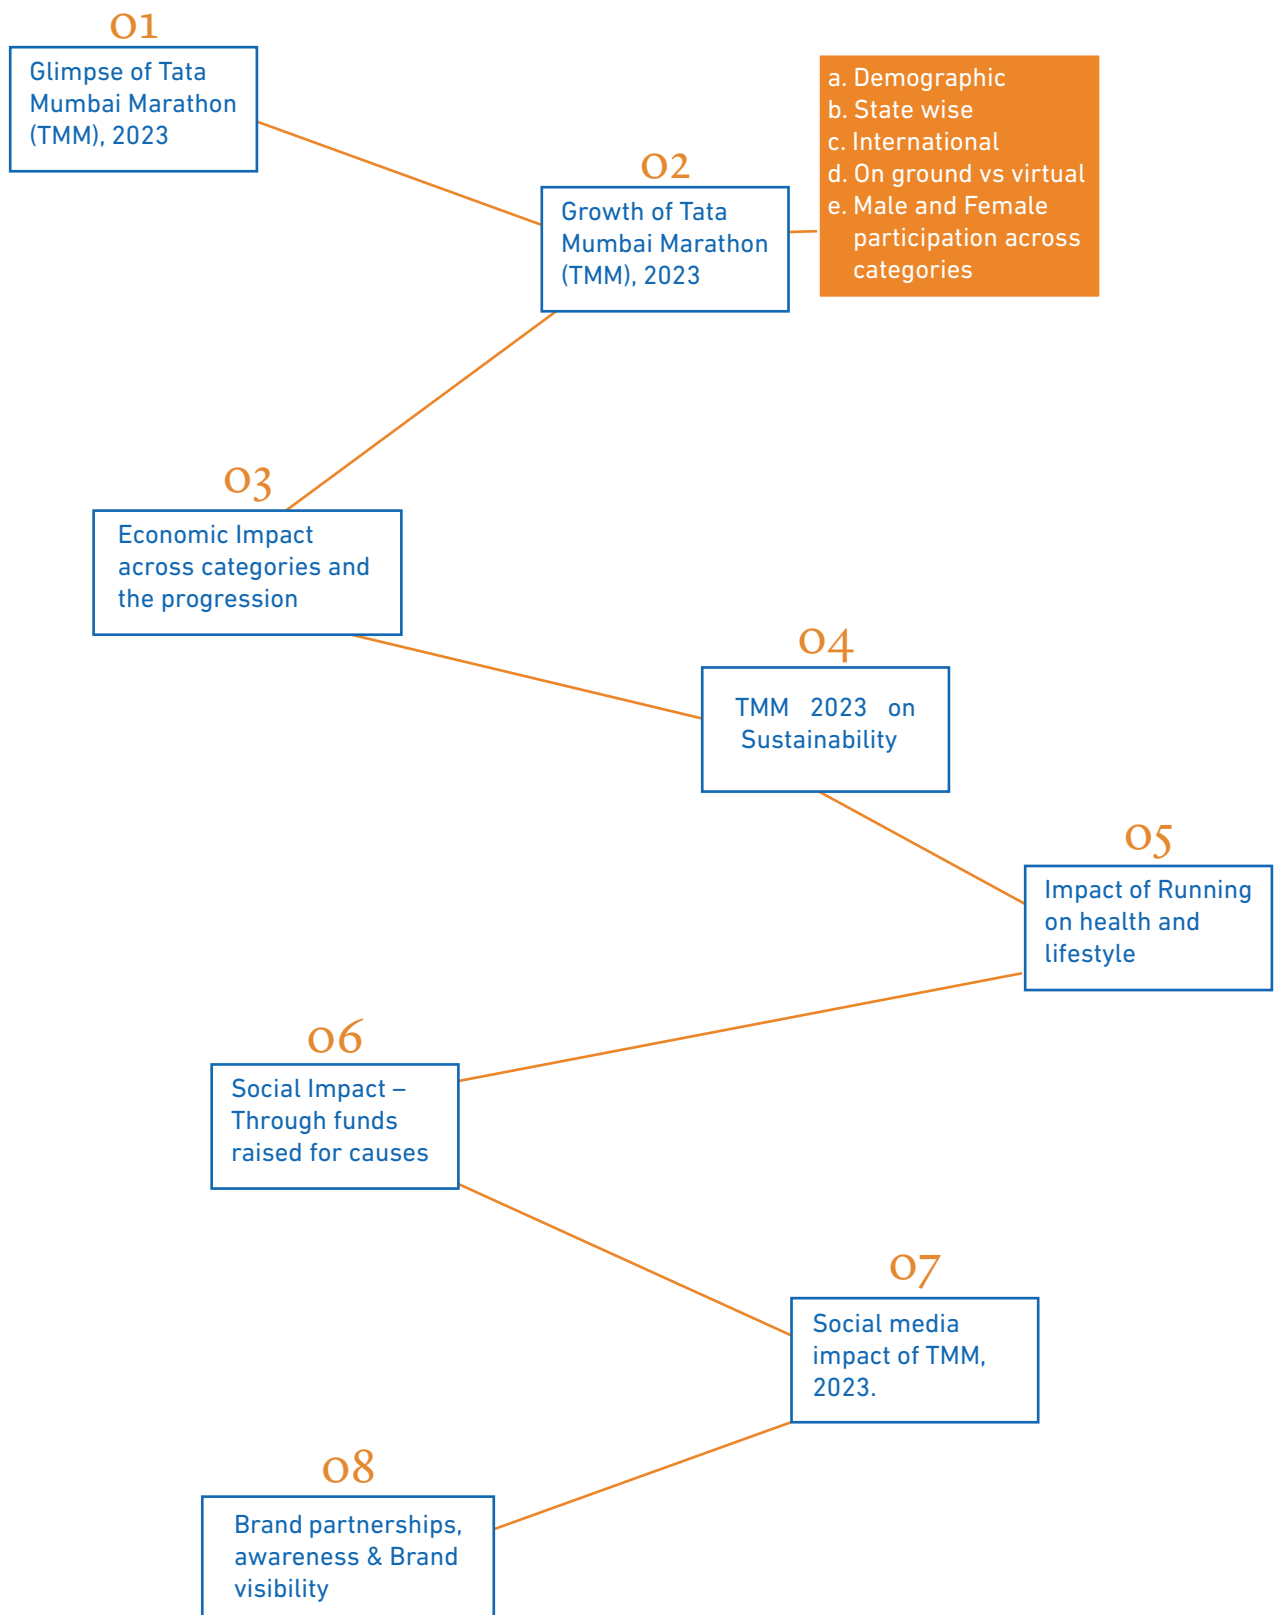 01
Glimpse of Tata
Mumbai Marathon
(TMM), 2023
02
Growth of Tata
Mumbai Marathon
(TMM), 2023
a. Demographic
b. State wise
c. International
d. On ground vs virtual
e. Male and Female
participation across
categories
03
Economic Impact
across categories and
the progression
04
TMM 2023 on
Sustainability
05
Impact of Running
on health and
lifestyle
06
Social Impact –
Through funds
raised for causes
07
Social media
impact of TMM,
2023.
08
Brand partnerships,
awareness & Brand
visibility